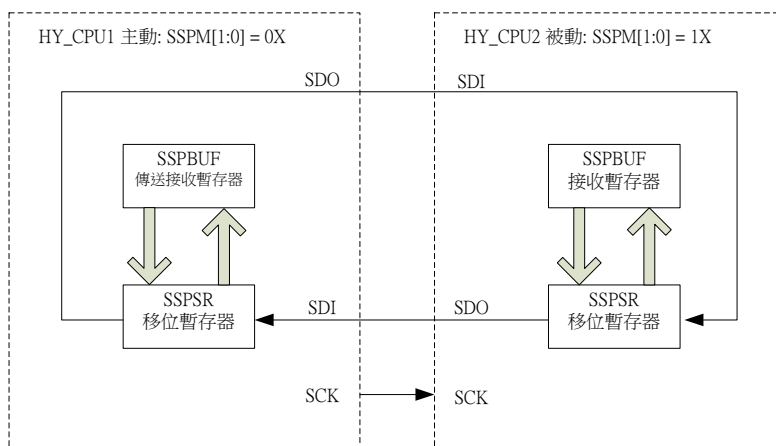 HY_CPU1 主動: SSPM[1:0] = 0X
HY_CPU2 被動: SSPM[1:0] = 1X
SDO
SDI
SSPBUF
傳送接收暫存器
SSPBUF
接收暫存器
SSPSR
移位暫存器
SDI
SDO
SSPSR
移位暫存器
SCK
SCK